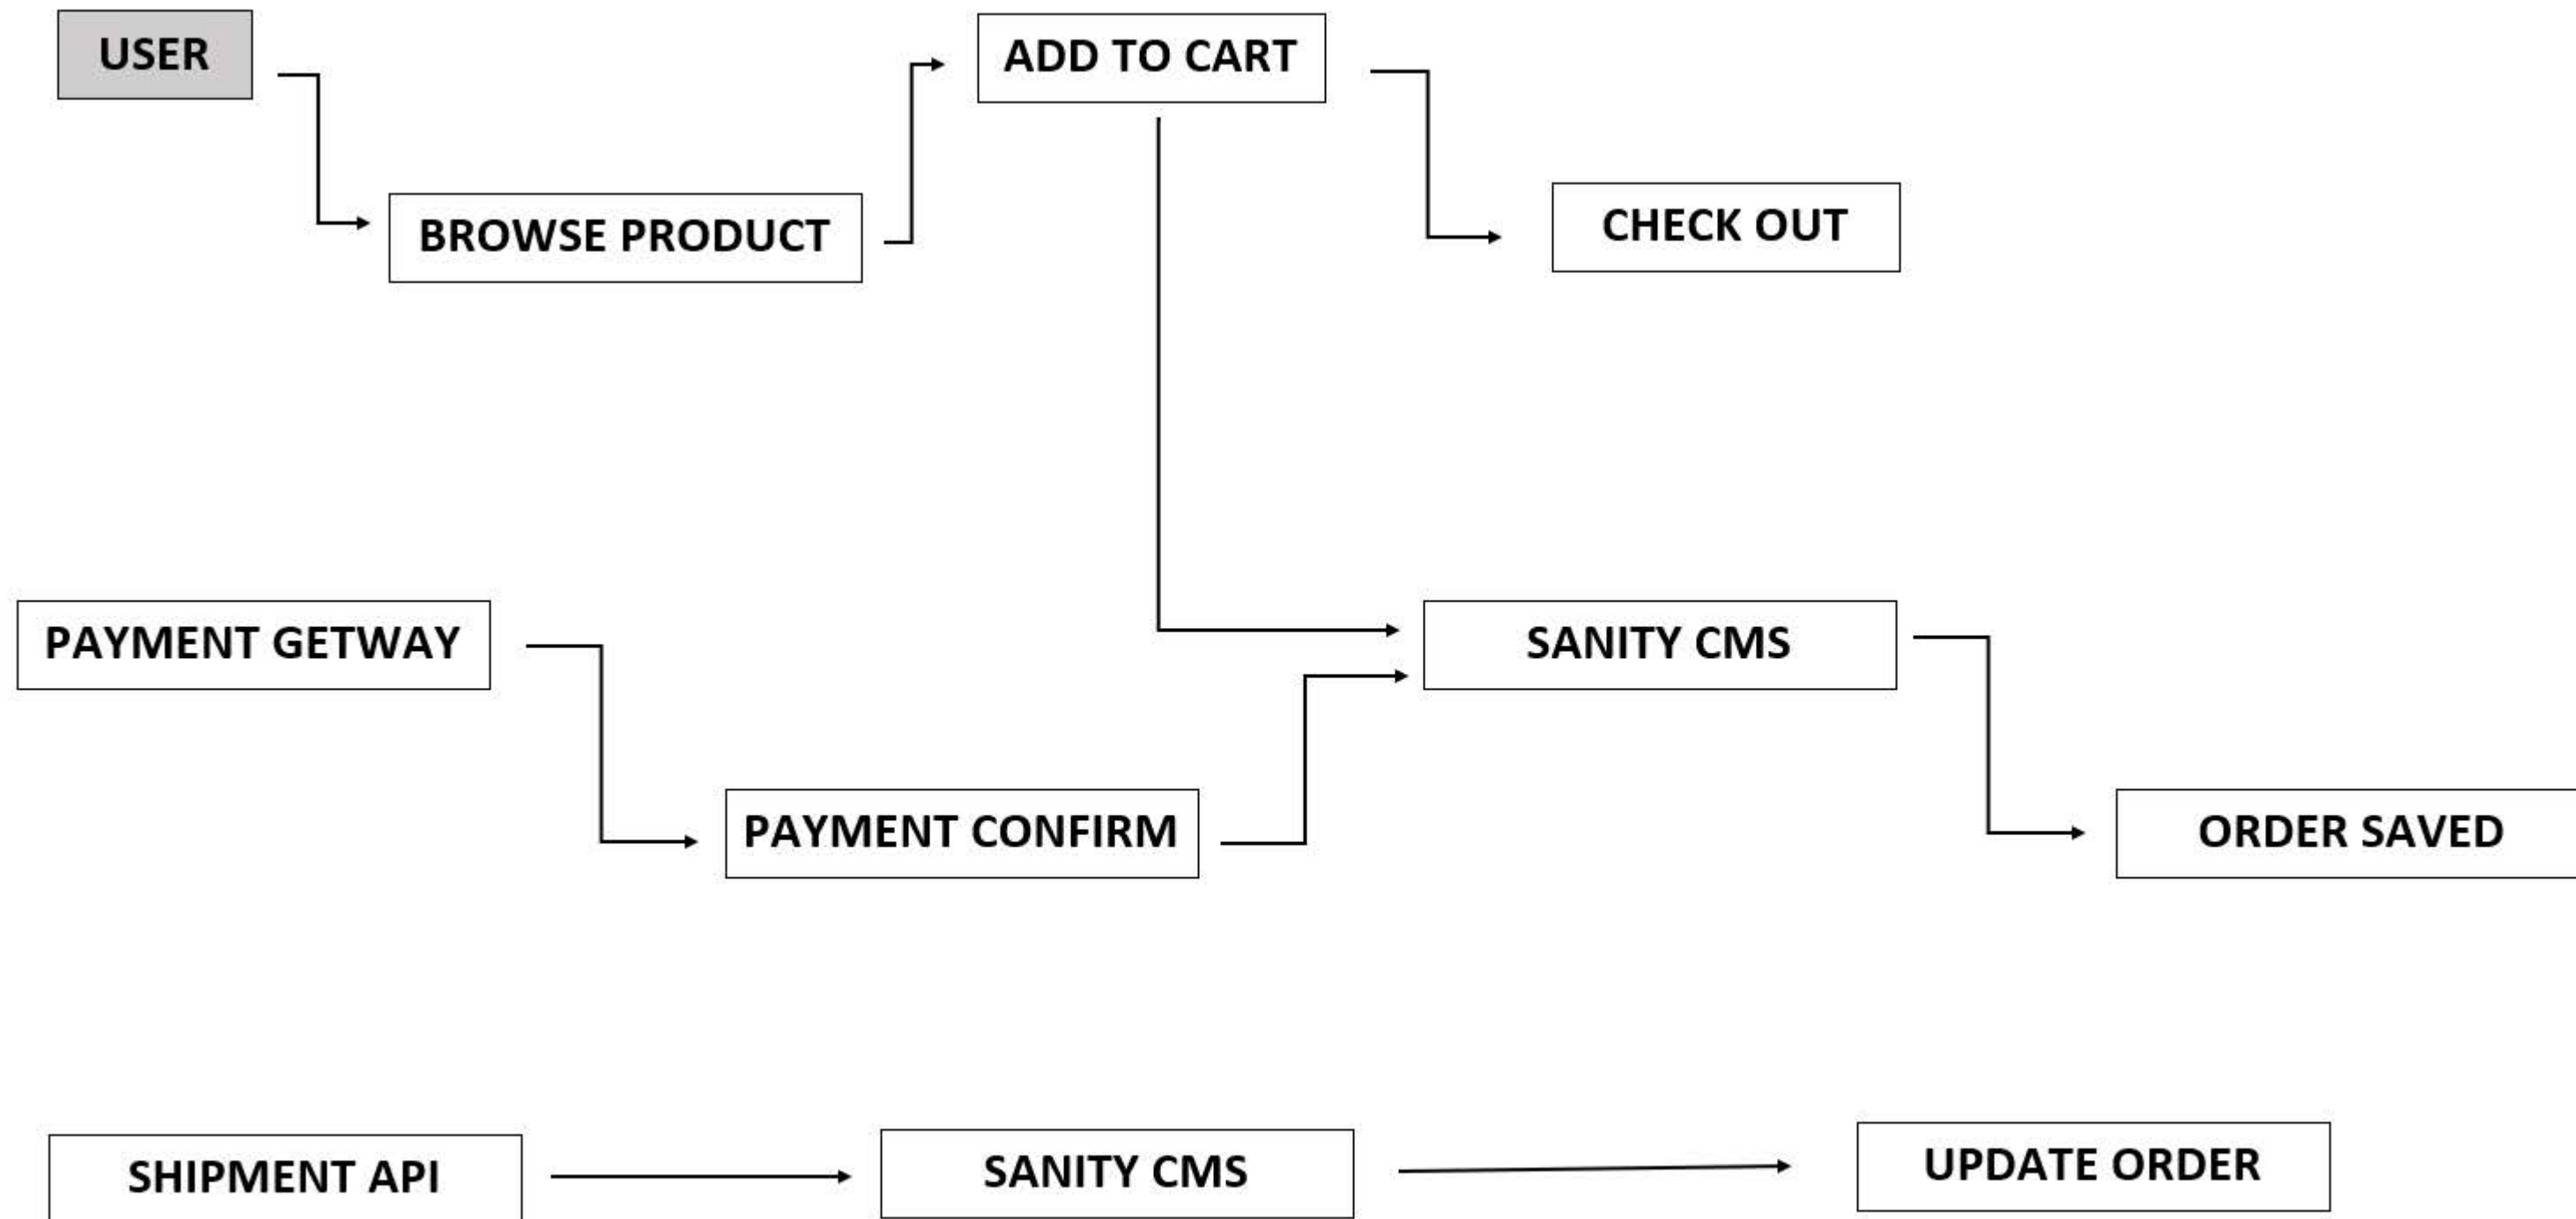 USER
ADD TO CART
BROWSE PRODUCT
CHECK OUT
PAYMENT GETWAY
SANITY CMS
PAYMENT CONFIRM
ORDER SAVED
SHIPMENT API
SANITY CMS
UPDATE ORDER